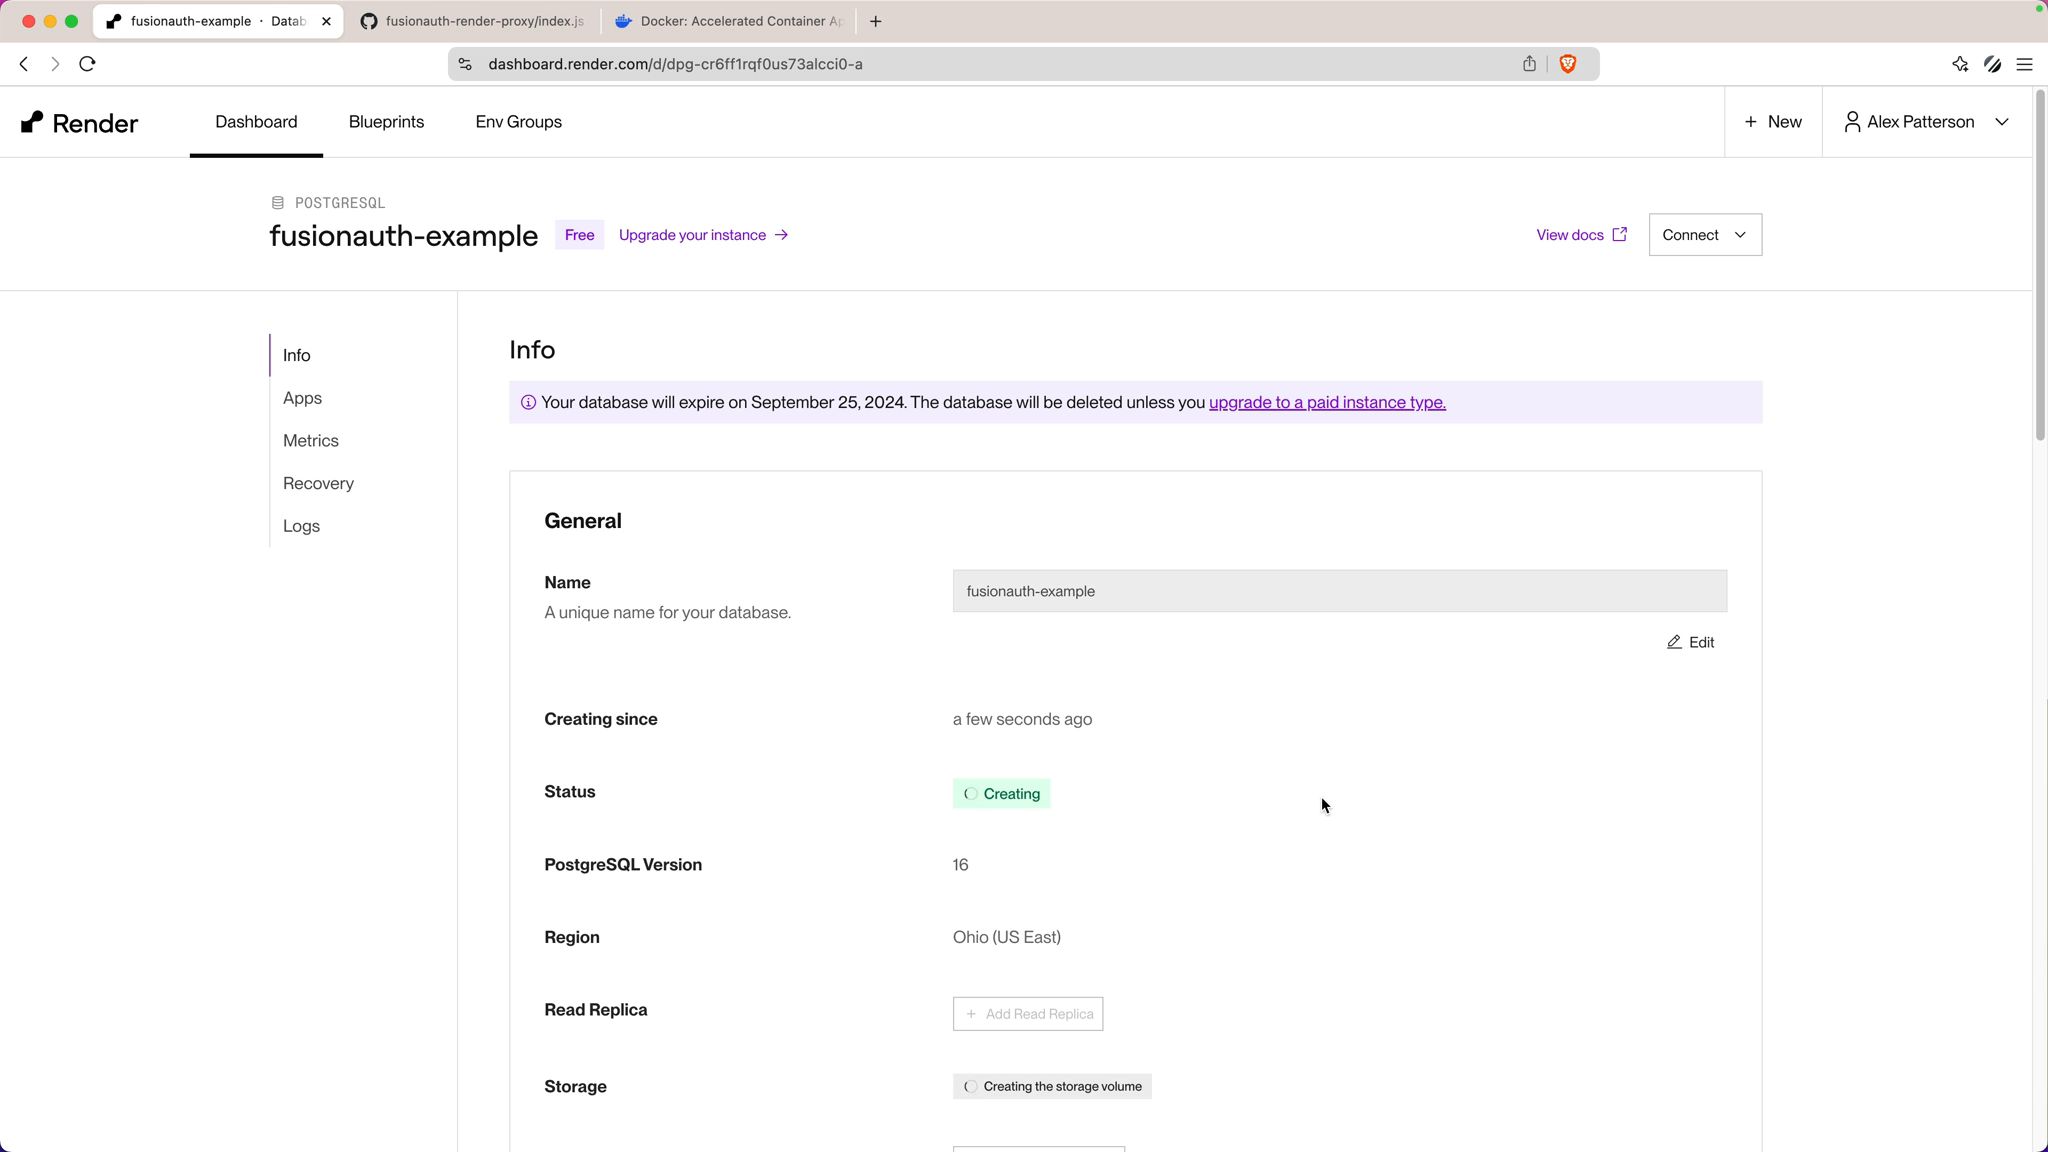 fusionauth-example · Datab
fusionauth-render-proxy/index.js
Docker: Accelerated Container Ap
dashboard.render.com/d/dpg-cr6ff1rqf0us73alcci0-a
Render
Dashboard
Blueprints
Env Groups
+ New
Alex Patterson
POSTGRESQL
fusionauth-example
Free
Upgrade your instance →
View docs
Connect
Info
Apps
Metrics
Recovery
Logs
Info
Your database will expire on September 25, 2024. The database will be deleted unless you upgrade to a paid instance type.
General
Name
A unique name for your database.
fusionauth-example
Edit
Creating since
a few seconds ago
Status
Creating
PostgreSQL Version
16
Region
Ohio (US East)
Read Replica
+ Add Read Replica
Storage
Creating the storage volume